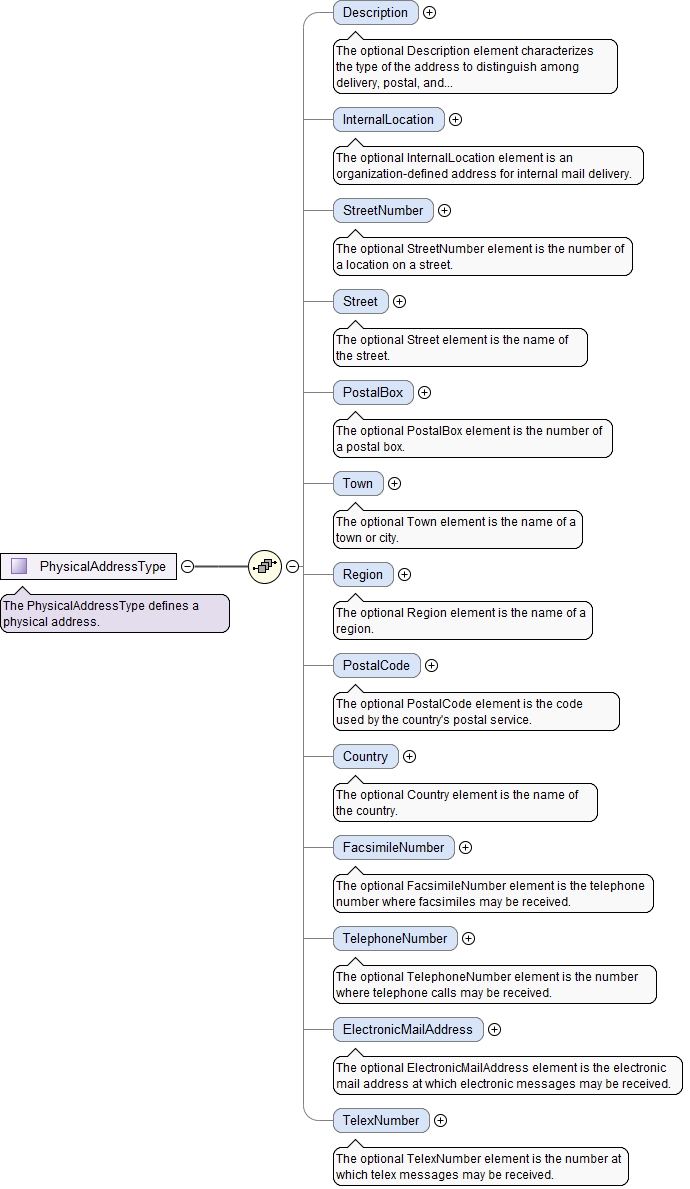 Description
The optional Description element characterizes
the type of the address to distinguish among
delivery, postal, and...
InternalLocation
The optional InternalLocation element is an
organization-defined address for internal mail delivery.
StreetNumber
The optional StreetNumber element is the number of
a location on a street.
Street
The optional Street element is the name of
the street.
PostalBox
The optional PostalBox element is the number of
a postal box.
Town
The optional Town element is the name of a
town or city.
PhysicalAddressType
The PhysicalAddressType defines a
physical address.
Region
The optional Region element is the name of a
region.
PostalCode
The optional PostalCode element is the code
used by the country's postal service.
Country
The optional Country element is the name of
the country.
FacsimileNumber
The optional FacsimileNumber element is the telephone
number where facsimiles may be received.
TelephoneNumber
The optional TelephoneNumber element is the number
where telephone calls may be received.
ElectronicMailAddress
The optional ElectronicMailAddress element is the electronic
mail address at which electronic messages may be received.
TelexNumber
The optional TelexNumber element is the number at
which telex messages may be received.